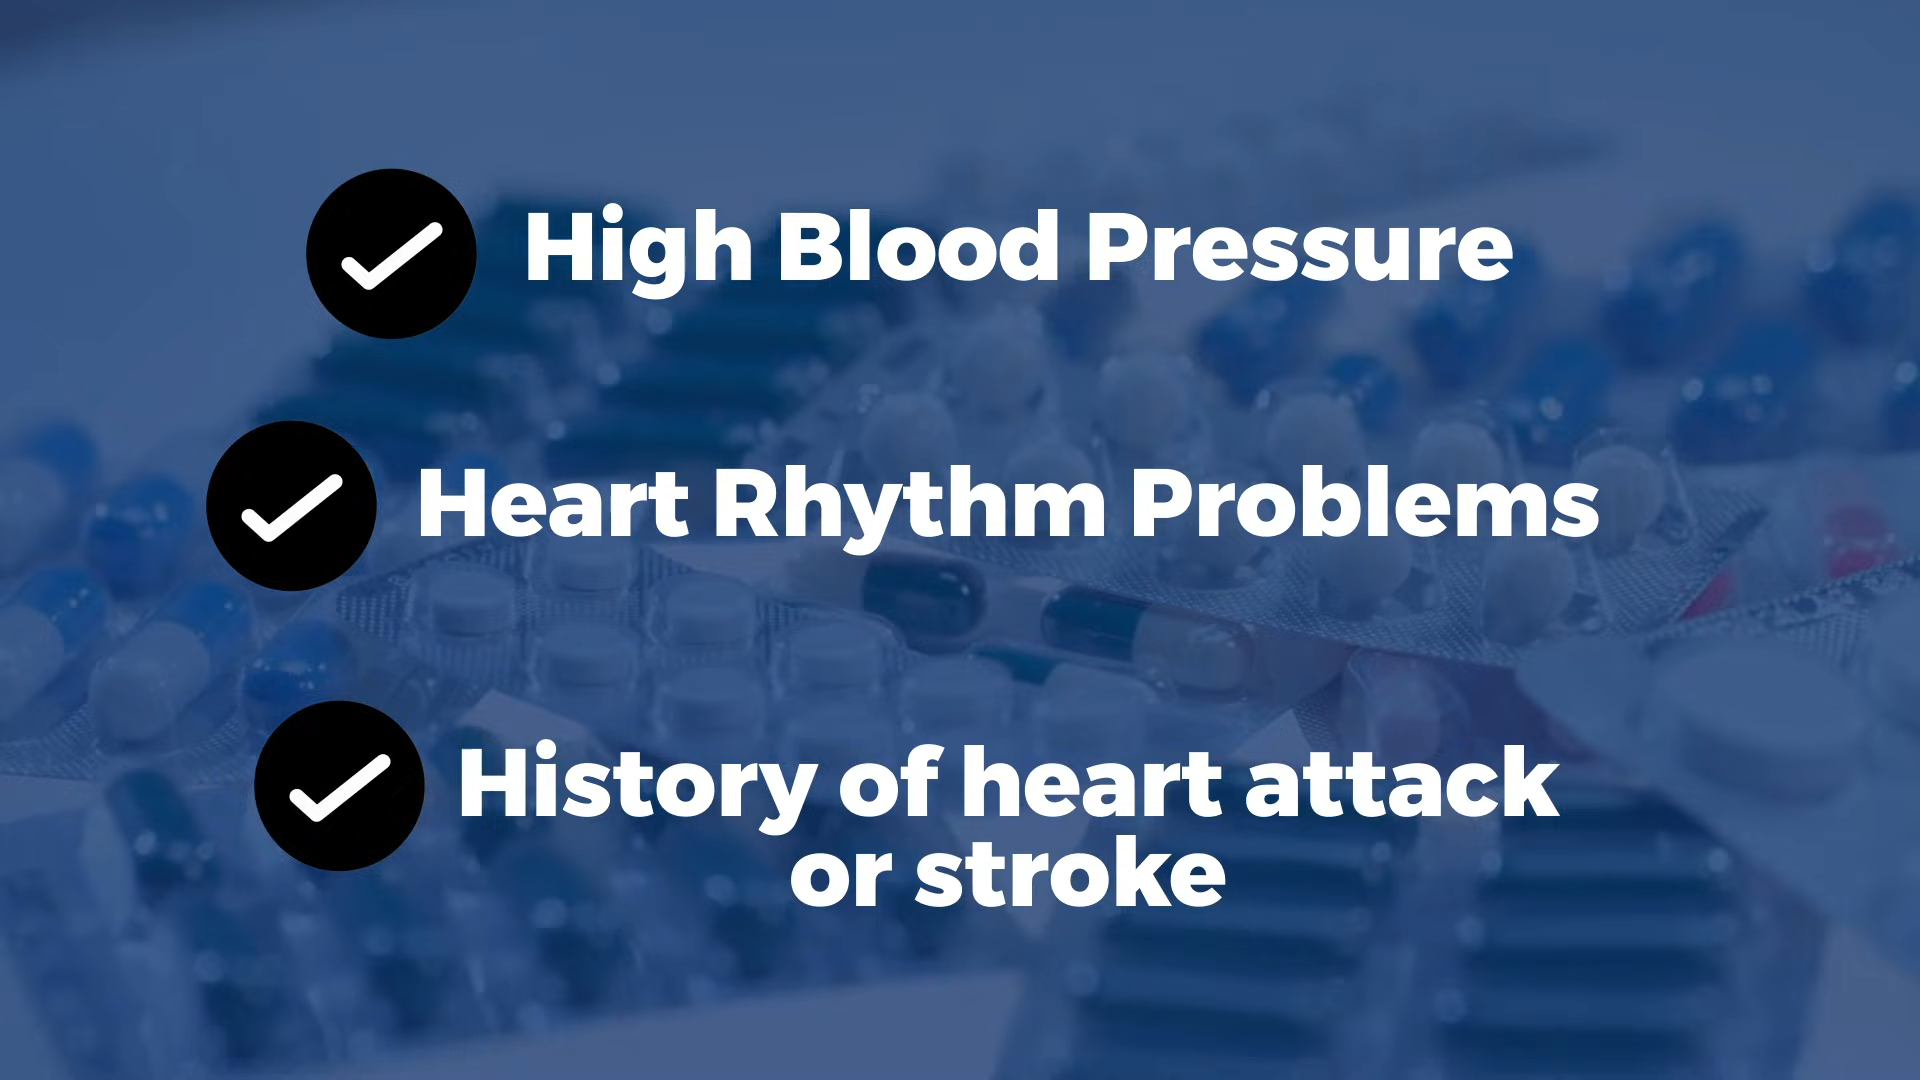 High Blood Pressure
Heart Rhythm Problems
History of heart attack
or stroke